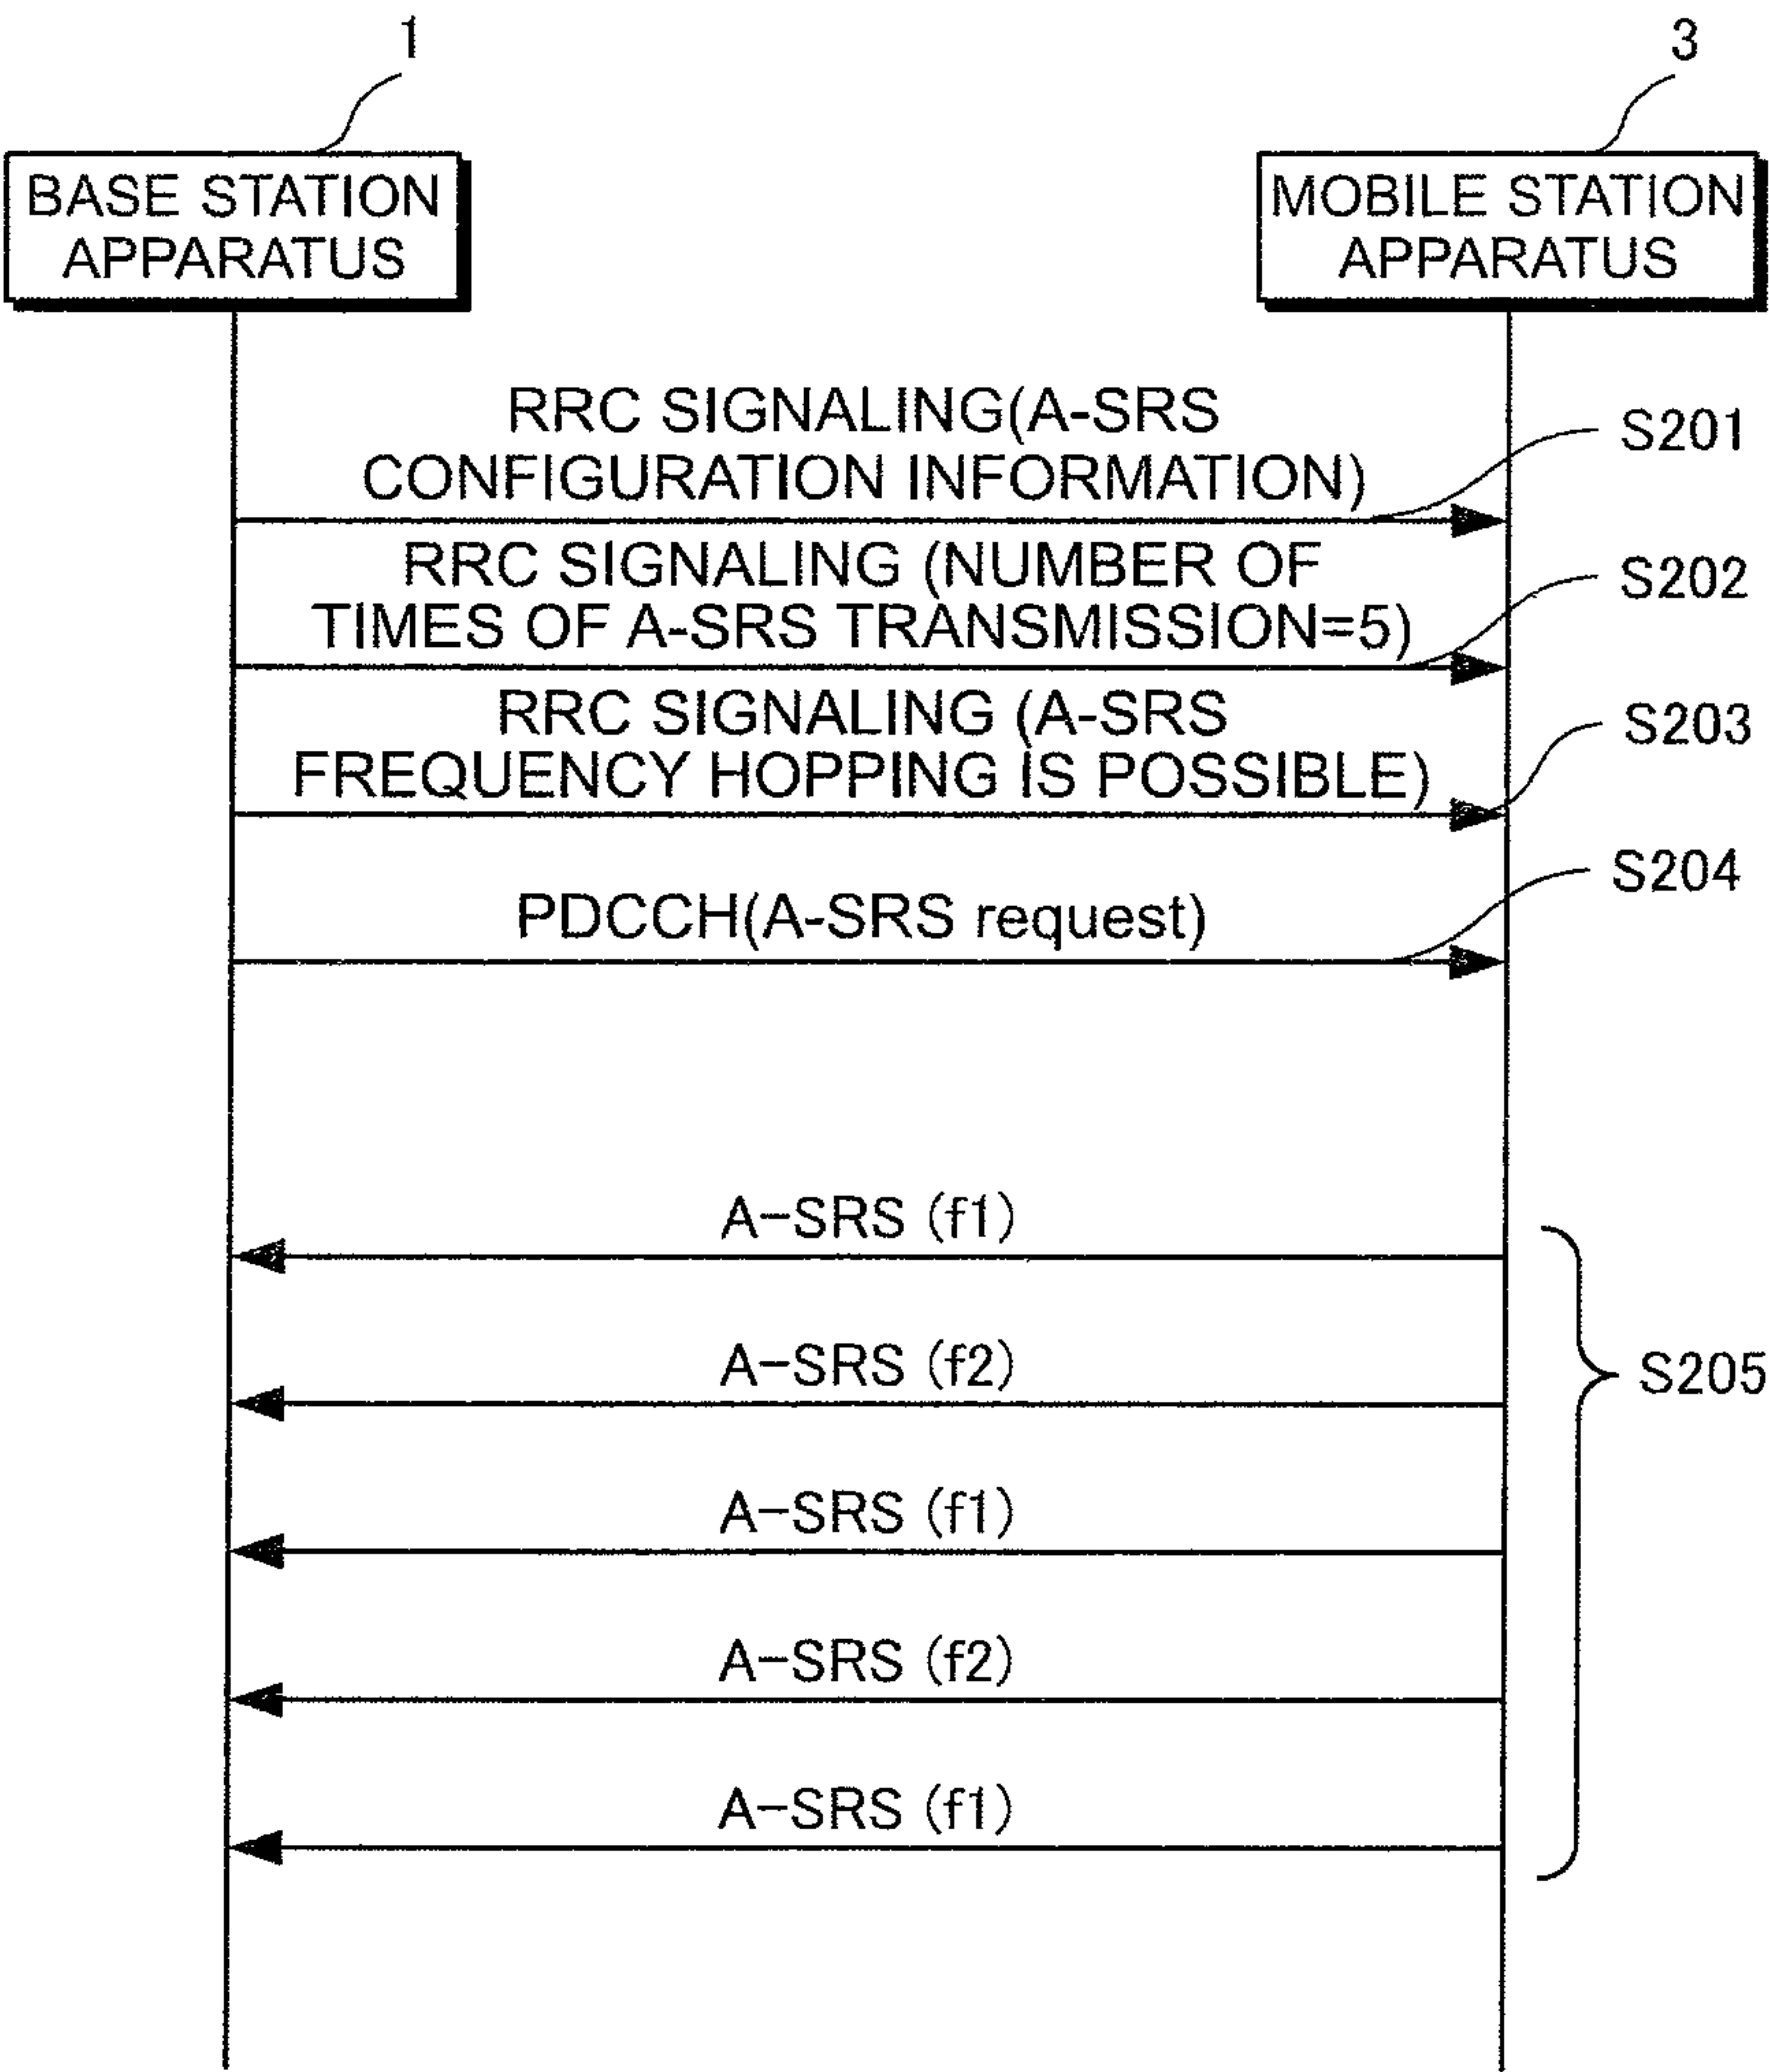 1
3
BASE STATION
APPARATUS
MOBILE STATION
APPARATUS
RRC SIGNALING(A-SRS
CONFIGURATION INFORMATION)
S201
RRC SIGNALING (NUMBER OF
TIMES OF A-SRS TRANSMISSION=5)
S202
RRC SIGNALING (A-SRS
FREQUENCY HOPPING IS POSSIBLE)
S203
PDCCH(A-SRS request)
S204
A-SRS (f1)
A-SRS (f2)
S205
A-SRS (f1)
A-SRS (f2)
A-SRS (f1)